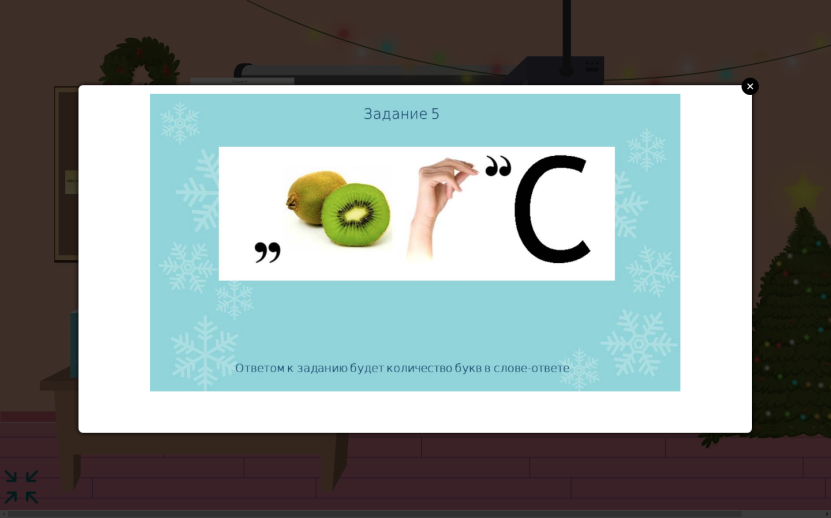 Задание 5
„ ” С
Ответом к заданию будет количество букв в слове-ответе